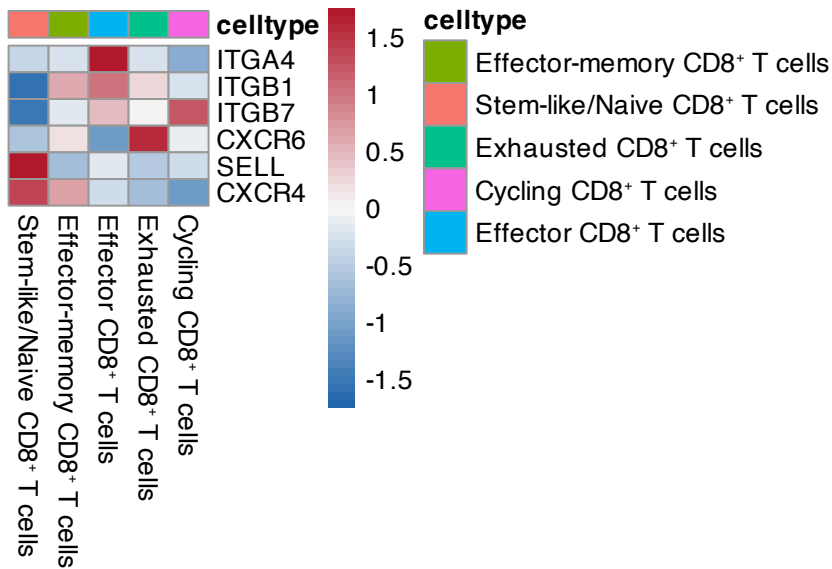 celltype
ITGA4
ITGB1
ITGB7
CXCR6
SELL
CXCR4
Stem-like/Naive CD8⁺ T cells
Effector-memory CD8⁺ T cells
Effector CD8⁺ T cells
Exhausted CD8⁺ T cells
Cycling CD8⁺ T cells
1.5
1
0.5
0
-0.5
-1
-1.5
celltype
Effector-memory CD8⁺ T cells
Stem-like/Naive CD8⁺ T cells
Exhausted CD8⁺ T cells
Cycling CD8⁺ T cells
Effector CD8⁺ T cells